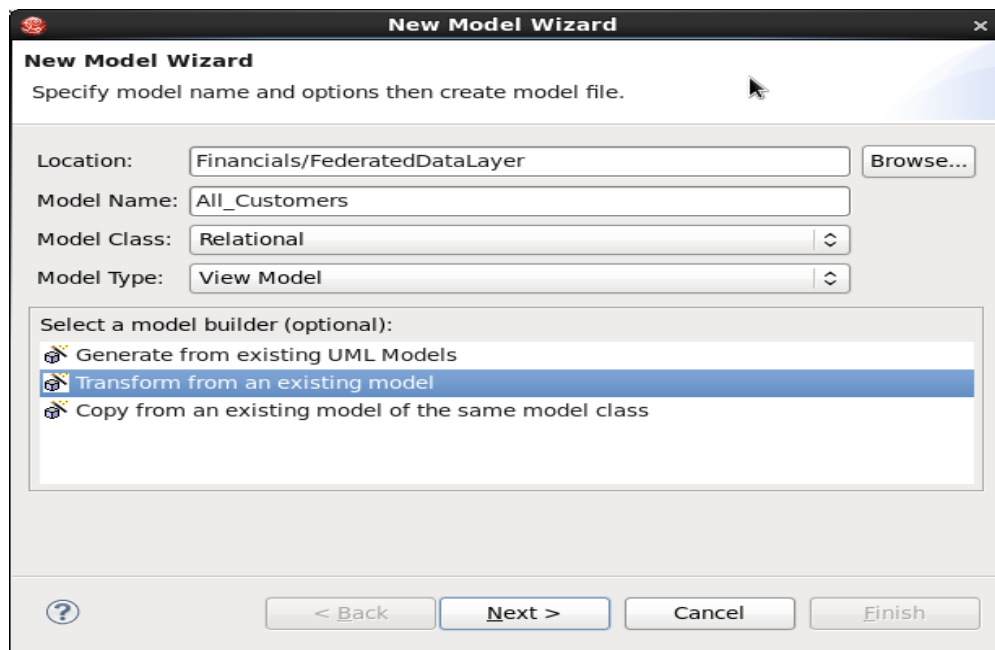 New Model Wizard
New Model Wizard
Specify model name and options then create model file.
Location: Financials/FederatedDataLayer Browse...
Model Name: All_Customers
Model Class: Relational
Model Type: View Model
Select a model builder (optional):
Generate from existing UML Models
Transform from an existing model
Copy from an existing model of the same model class
? < Back Next > Cancel Finish